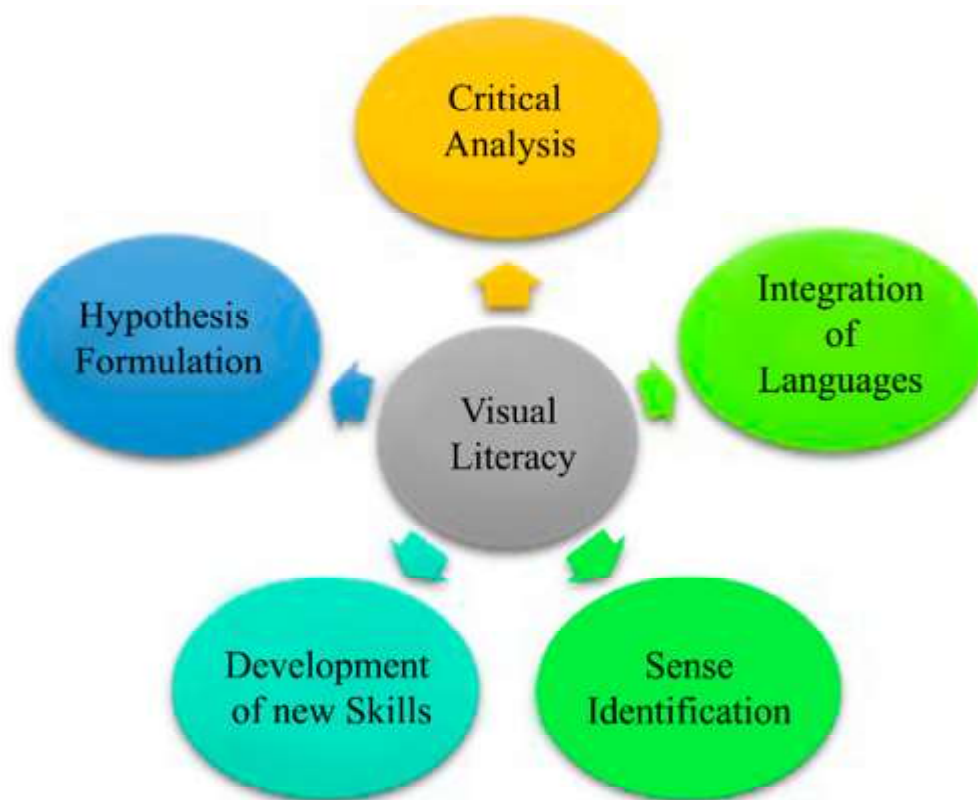 Critical
Analysis
Integration
of
Languages
Hypothesis
Formulation
Visual
Literacy
Development
of new Skills
Sense
Identification